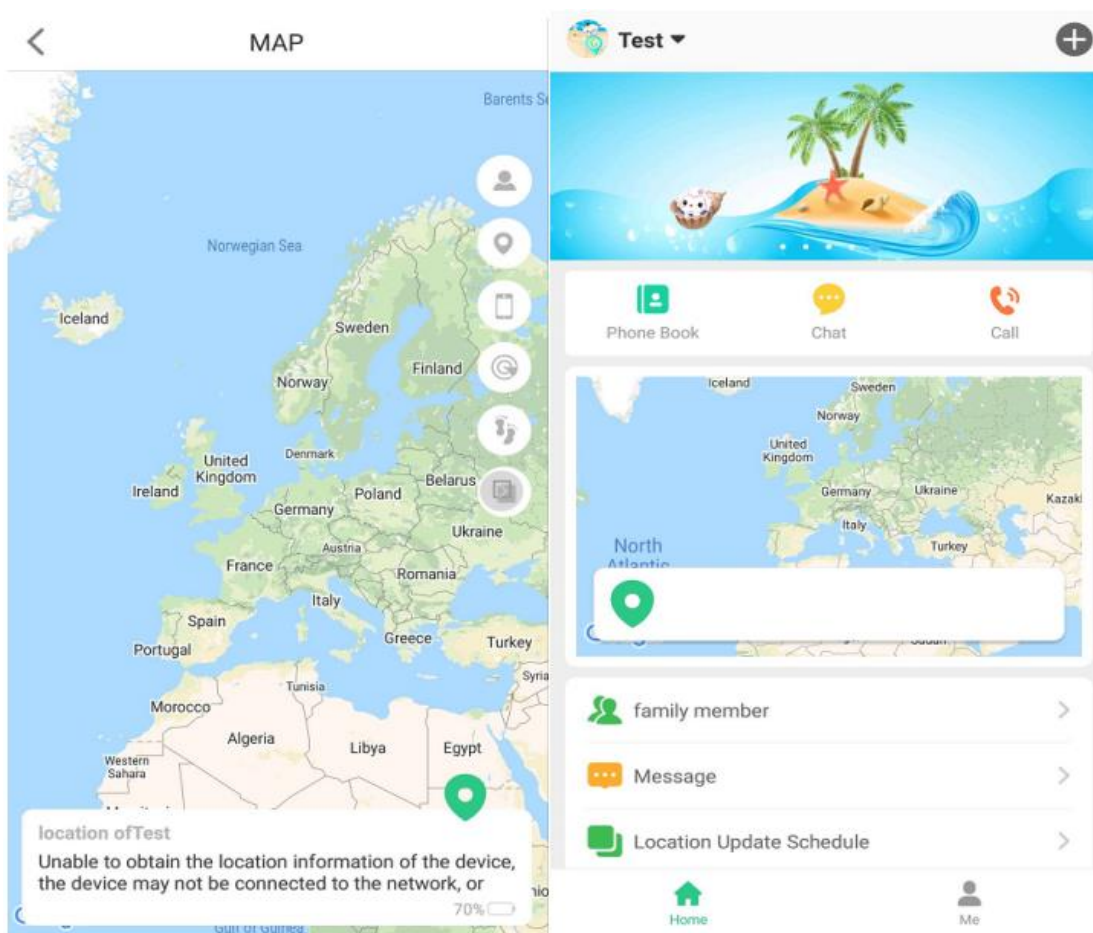 MAP
Barents
Norwegian Sea
Iceland
Sweden
Finland
Norway
Denmark
United
Kingdom
Ireland
Belarus
Poland
Germany
Ukraine
Austria
France
Romania
Italy
Spain
Greece
Turkey
Portugal
Syria
Tunisia
Morocco
Algeria
Libya
Egypt
Western
Sahara
location ofTest
Unable to obtain the location information of the device,
the device may not be connected to the network, or
70%
Gulf of Guinea
Test
Phone Book
Chat
Call
Iceland
Sweden
Norway
United
Kingdom
Germany
Ukraine
Kazakl
Italy
Turkey
North
Atlantic
family member
Message
Location Update Schedule
Home
Me